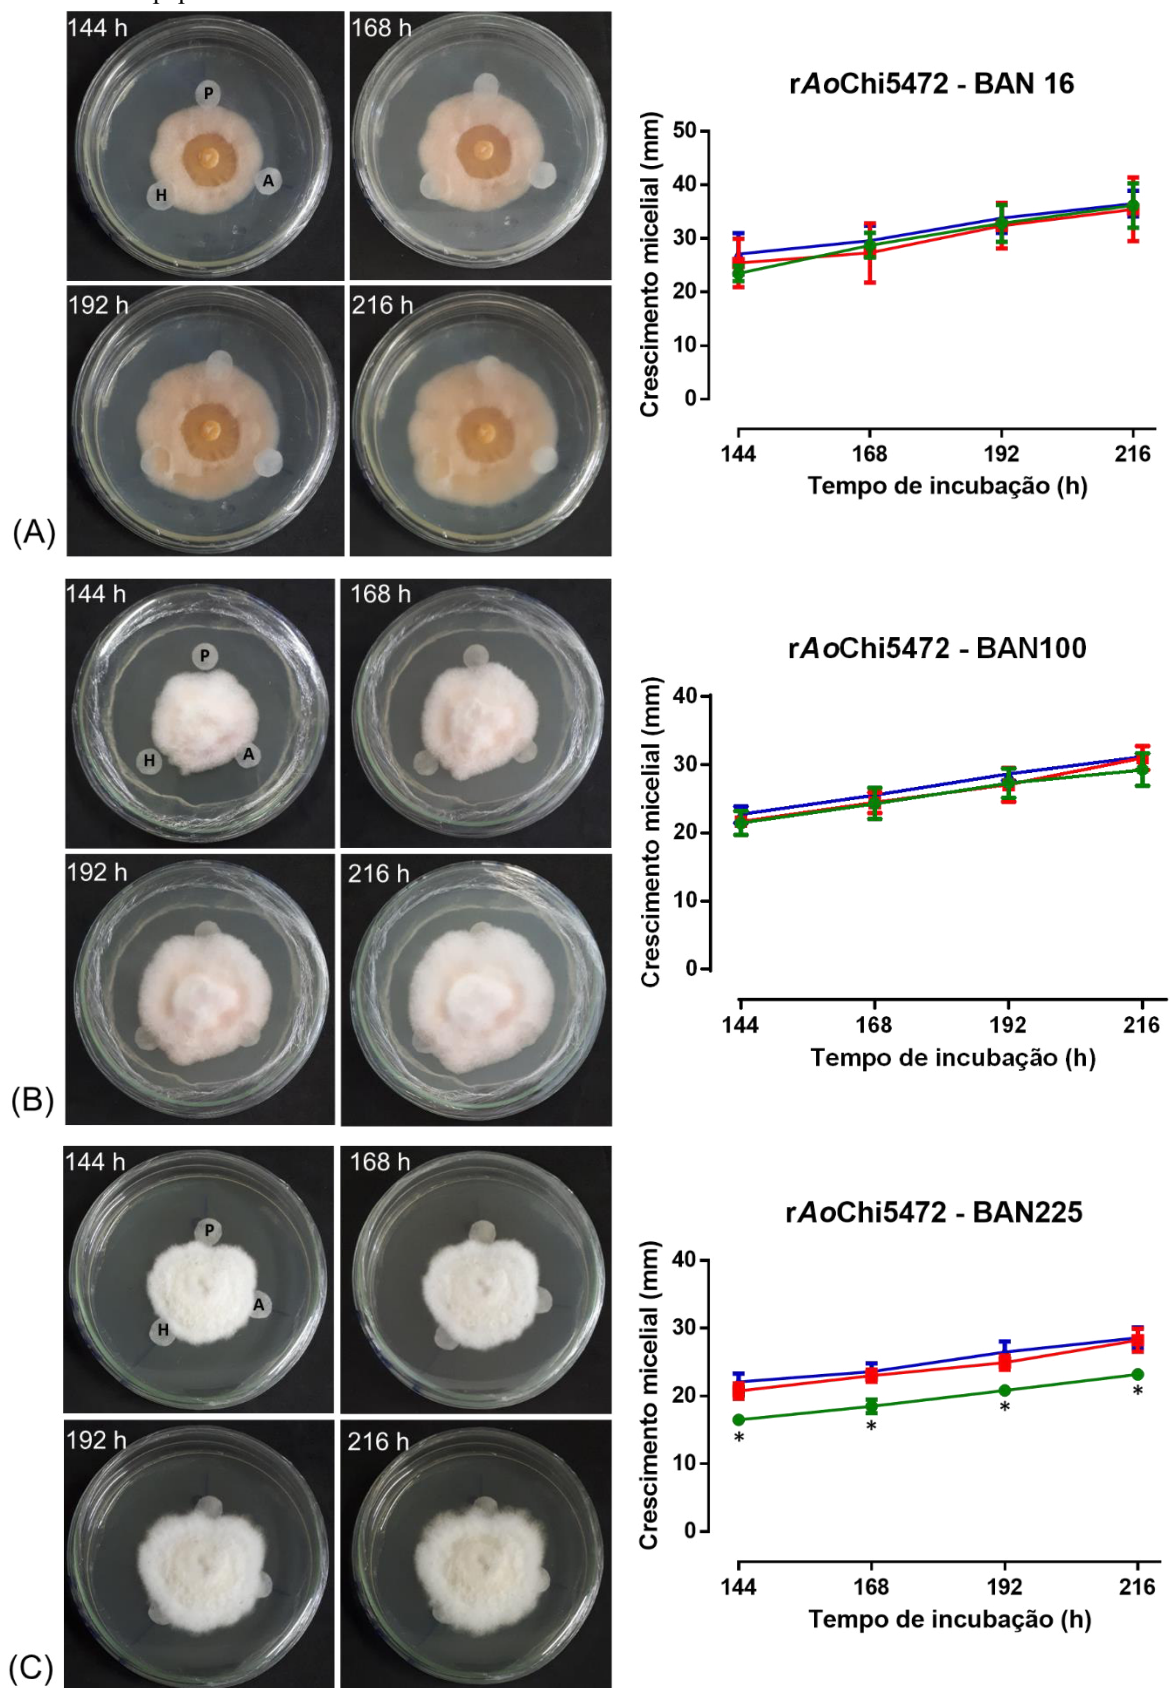 144 h
168 h
P
H
A
192 h
216 h
(A)
rAoChi5472 - BAN 16
Crescimento micelial (mm)
50
40
30
20
10
0
144
168
192
216
Tempo de incubação (h)
144 h
168 h
P
H
A
192 h
216 h
(B)
rAoChi5472 - BAN100
Crescimento micelial (mm)
40
30
20
10
0
144
168
192
216
Tempo de incubação (h)
144 h
168 h
P
A
H
192 h
216 h
(C)
rAoChi5472 - BAN225
Crescimento micelial (mm)
40
30
20
10
0
*
*
*
*
144
168
192
216
Tempo de incubação (h)